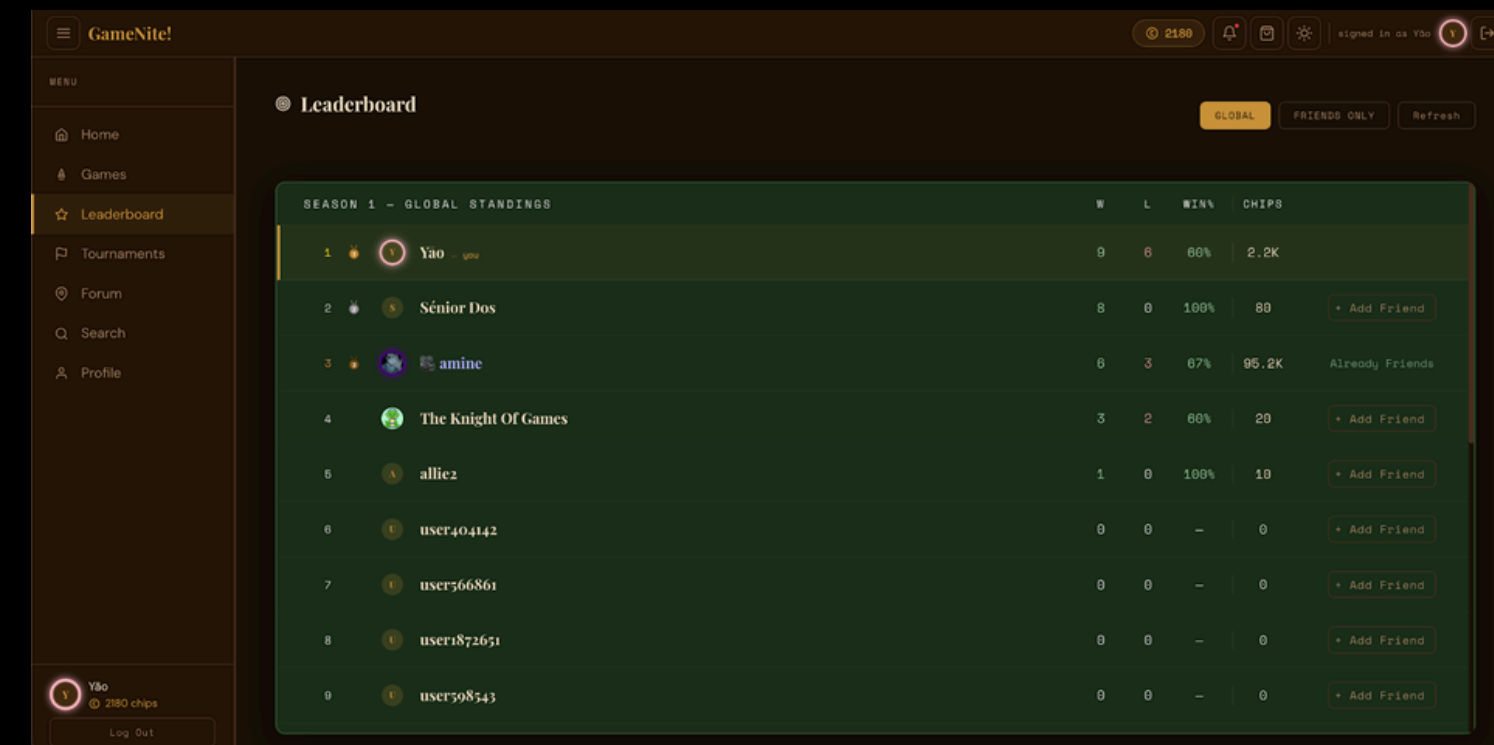 GameNite!
2180
signed in as Yāo
Y
MENU
Home
Games
Leaderboard
Tournaments
Forum
Search
Profile
Yāo
2180 chips
Log Out
Leaderboard
GLOBAL
FRIENDS ONLY
Refresh
SEASON 1 — GLOBAL STANDINGS W L WIN% CHIPS
1 Y Yāo you 9 6 60% 2.2K
2 S Sénior Dos 8 0 100% 80 + Add Friend
3 amine 6 3 67% 95.2K Already Friends
4 The Knight Of Games 3 2 60% 20 + Add Friend
5 A allie2 1 0 100% 10 + Add Friend
6 U user404142 0 0 — 0 + Add Friend
7 U user566861 0 0 — 0 + Add Friend
8 U user1872651 0 0 — 0 + Add Friend
9 U user598543 0 0 — 0 + Add Friend